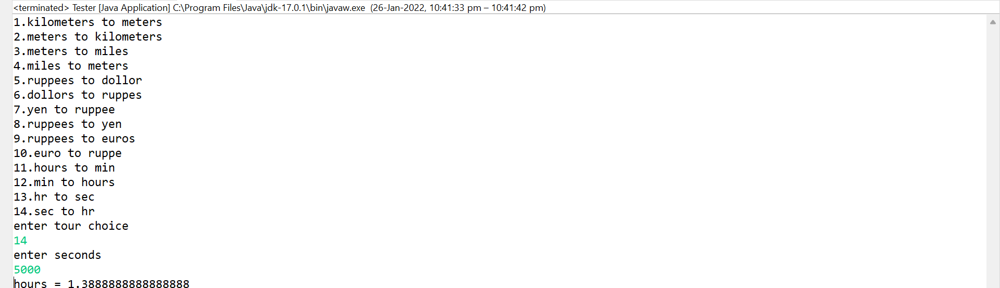 <terminated> Tester [Java Application] C:\Program Files\Java\jdk-17.0.1\bin\javaw.exe (26-Jan-2022, 10:41:33 pm – 10:41:42 pm)
1.kilometers to meters
2.meters to kilometers
3.meters to miles
4.miles to meters
5.ruppees to dollor
6.dollors to ruppes
7.yen to ruppee
8.ruppees to yen
9.ruppees to euros
10.euro to ruppe
11.hours to min
12.min to hours
13.hr to sec
14.sec to hr
enter tour choice
14
enter seconds
5000
hours = 1.3888888888888888